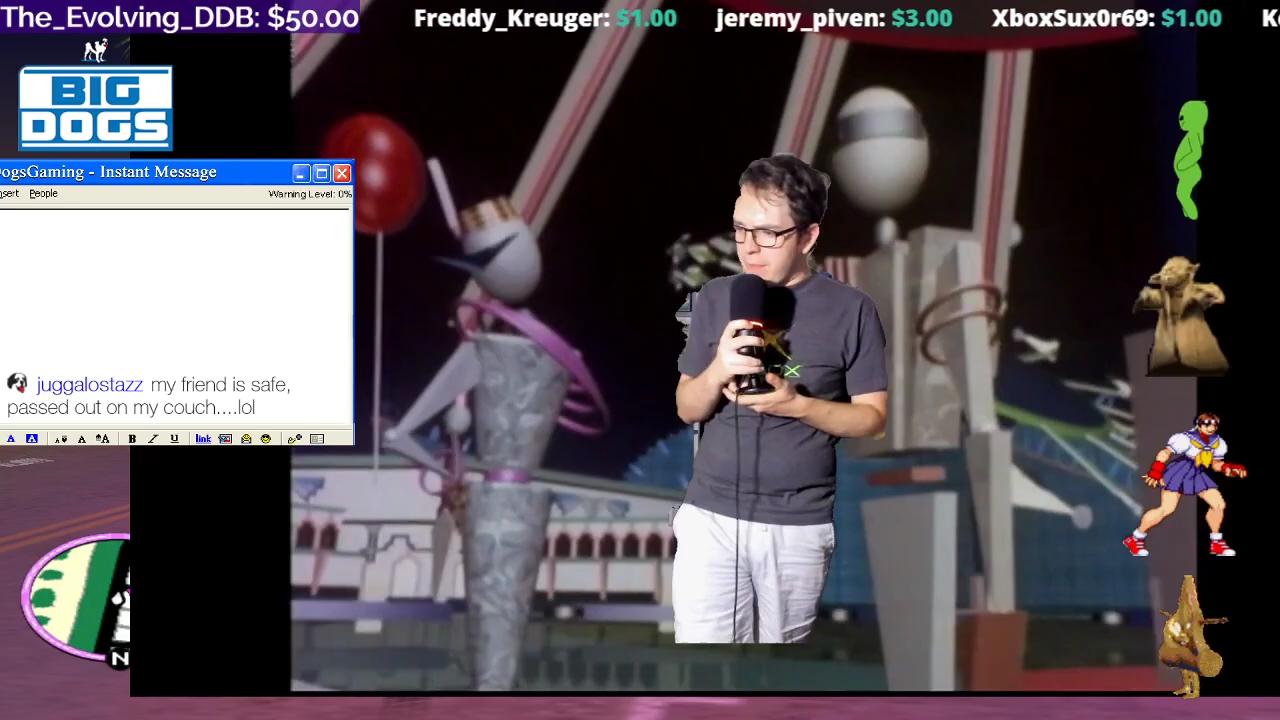 The_Evolving_DDB: $50.00
Freddy_Kreuger: $1.00 jeremy_piven: $3.00 XboxSux0r69: $1.00
BIG
DOGS
ogsGaming - Instant Message
sert People Warning Level: 0%
juggalostazz my friend is safe,
passed out on my couch....lol
A A A A B I U link
X
N